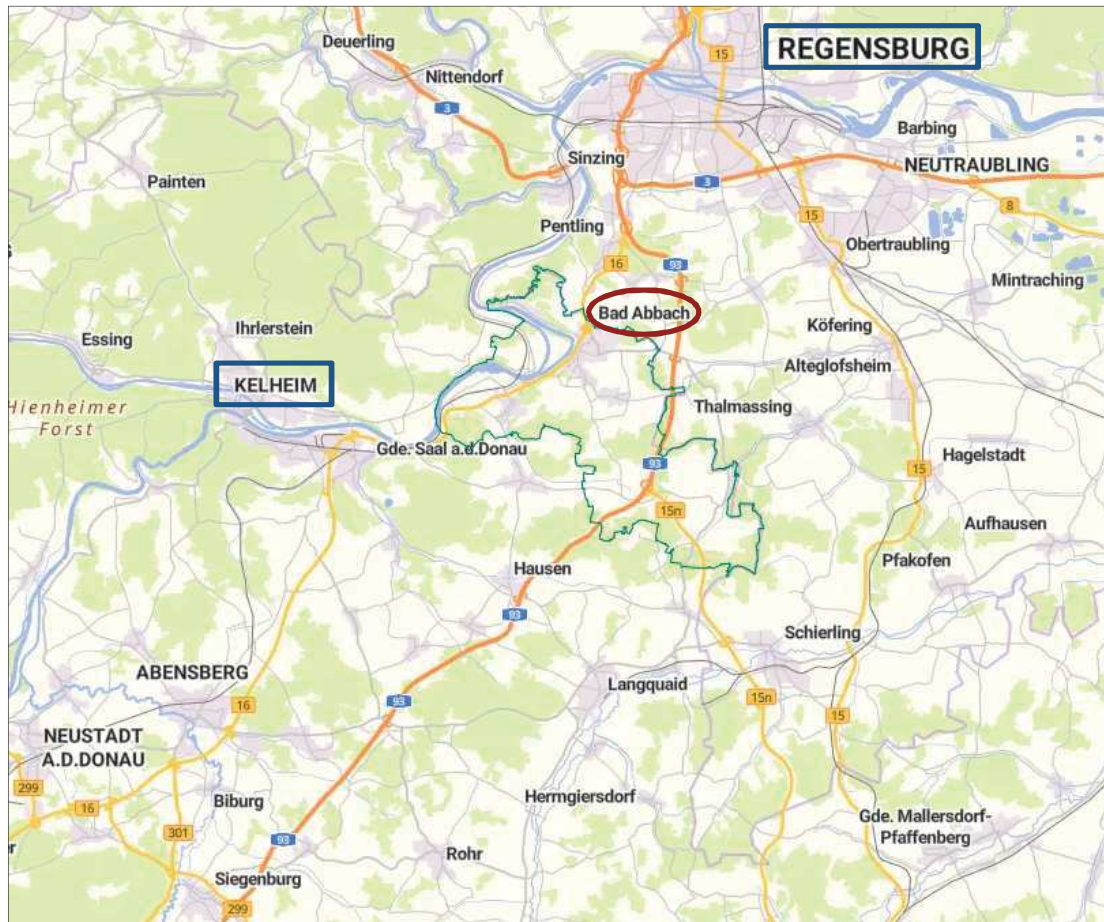 Deuerling
REGENSBURG
15
Nittendorf
3
Barbing
Sinzing
NEUTRAUBLING
3
Painten
8
15
Pentling
Obertraubling
16
93
Mintraching
Bad Abbach
Ihrlerstein
Köfering
Essing
Alteglofsheim
KELHEIM
Hienheimer
Forst
Thalmassing
Gde. Saal a.d.Donau
93
15
Hagelstadt
15n
Aufhausen
Pfakofen
Hausen
93
Schierling
ABENSBERG
Langquaid
15n
93
16
15
NEUSTADT
A.D.DONAU
299
Biburg
Herrngiersdorf
16
Gde. Mallersdorf-
Pfaffenberg
301
93
Rohr
Siegenburg
299